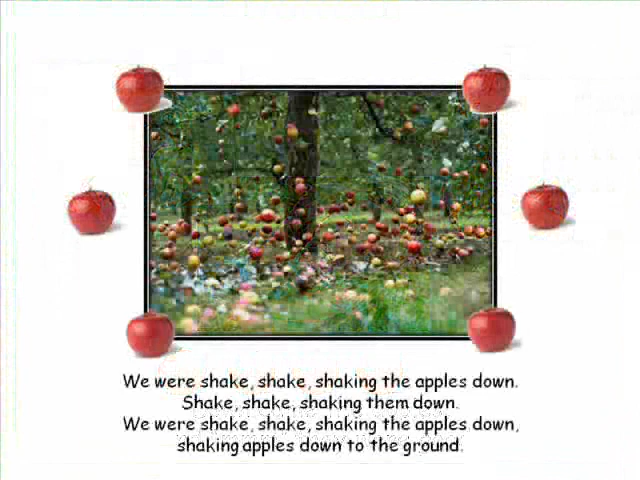 We were shake, shake, shaking the apples down.
Shake, shake, shaking them down.
We were shake, shake, shaking the apples down,
shaking apples down to the ground.